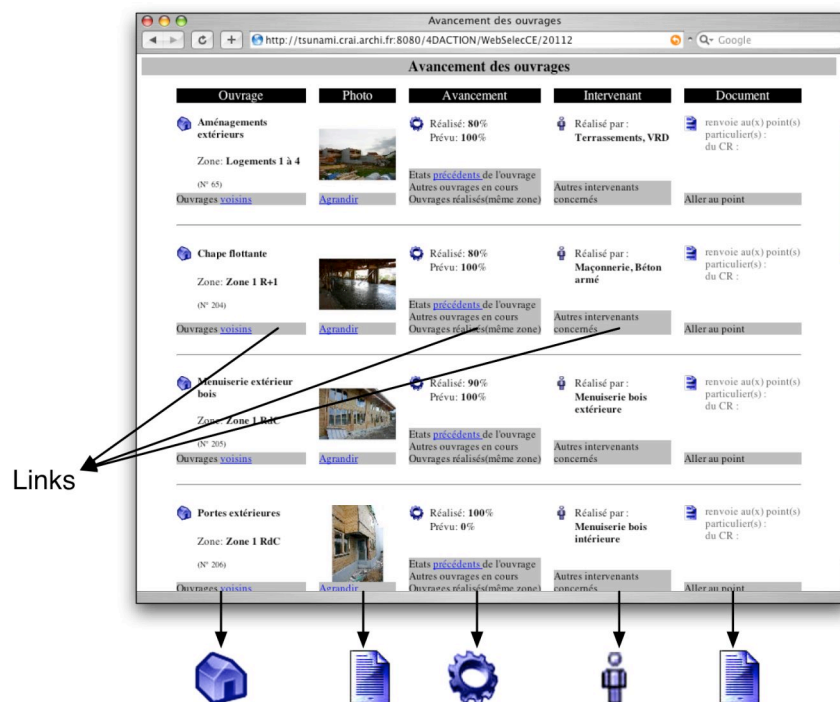 Avancement des ouvrages
http://tsunami.crai.archi.fr:8080/4DACTION/WebSelecCE/20112
Google
Avancement des ouvrages
Ouvrage Photo Avancement Intervenant Document
Aménagements
extérieurs
Zone: Logements 1 à 4
(N° 65)
Ouvrages voisins
Agrandir
Réalisé: 80%
Prévu: 100%
Etats précédents de l'ouvrage
Autres ouvrages en cours
Ouvrages réalisés(même zone)
Réalisé par :
Terrassements, VRD
Autres intervenants
concernés
renvoie au(x) point(s)
particulier(s) :
du CR :
Aller au point
Chape flottante
Zone: Zone 1 R+1
(N° 204)
Ouvrages voisins
Agrandir
Réalisé: 80%
Prévu: 100%
Etats précédents de l'ouvrage
Autres ouvrages en cours
Ouvrages réalisés(même zone)
Réalisé par :
Maçonnerie, Béton
armé
Autres intervenants
concernés
renvoie au(x) point(s)
particulier(s) :
du CR :
Aller au point
Menuiserie extérieur
bois
Zone: Zone 1 RdC
(N° 205)
Ouvrages voisins
Agrandir
Réalisé: 90%
Prévu: 100%
Etats précédents de l'ouvrage
Autres ouvrages en cours
Ouvrages réalisés(même zone)
Réalisé par :
Menuiserie bois
extérieure
Autres intervenants
concernés
renvoie au(x) point(s)
particulier(s) :
du CR :
Aller au point
Links
Portes extérieures
Zone: Zone 1 RdC
(N° 206)
Ouvrages voisins
Agrandir
Réalisé: 100%
Prévu: 0%
Etats précédents de l'ouvrage
Autres ouvrages en cours
Ouvrages réalisés(même zone)
Réalisé par :
Menuiserie bois
intérieure
Autres intervenants
concernés
renvoie au(x) point(s)
particulier(s) :
du CR :
Aller au point